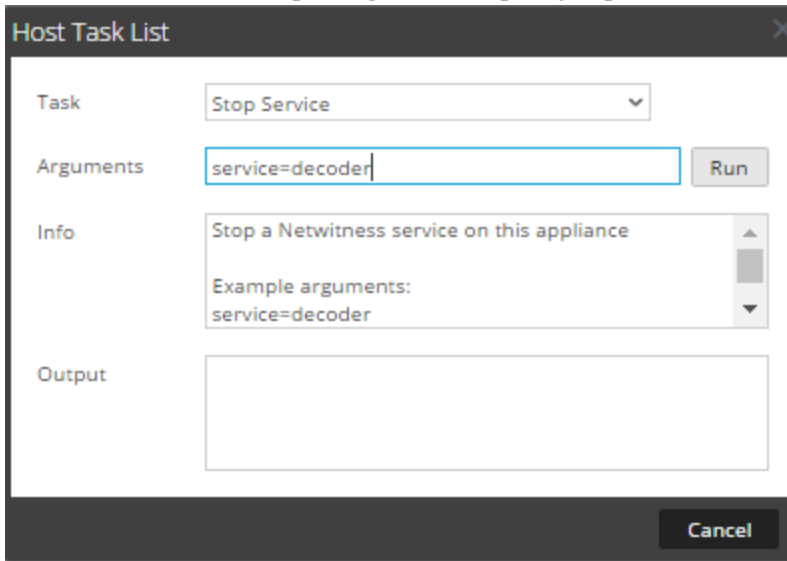 Host Task List
Task
Stop Service
Arguments
service=decoder
Run
Info
Stop a Netwitness service on this appliance
Example arguments:
service=decoder
Output
Cancel